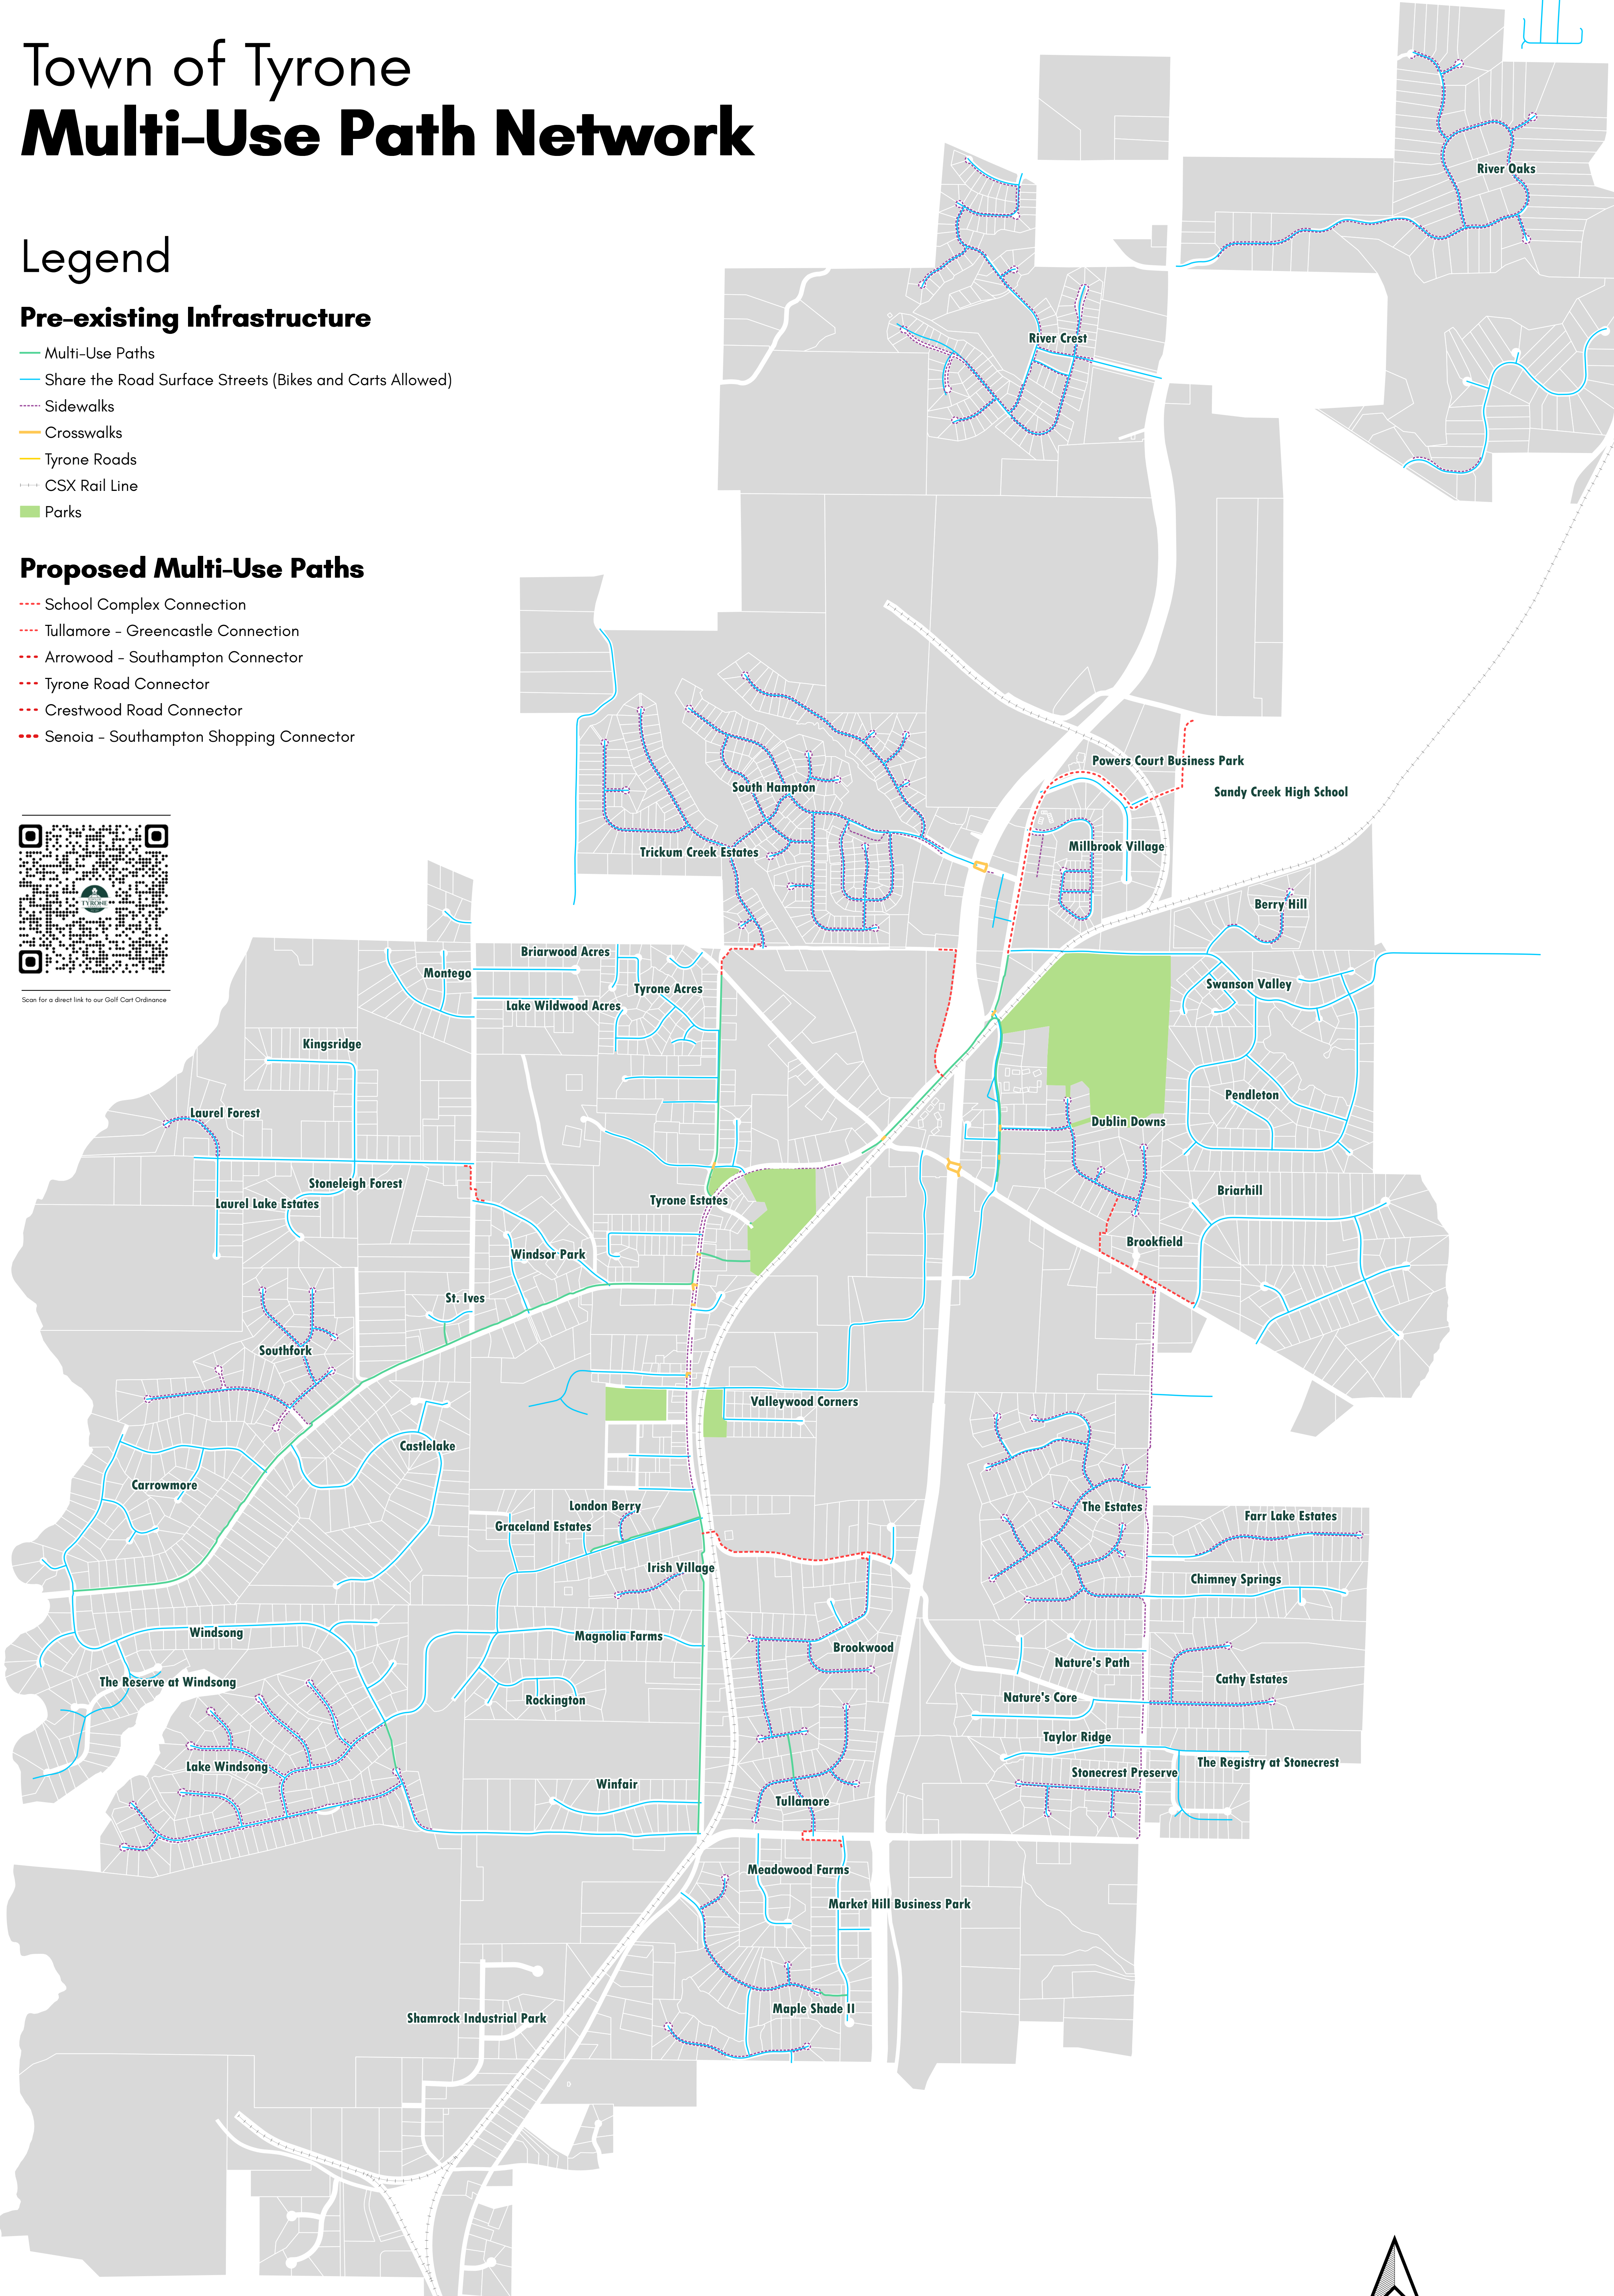 Town of Tyrone
Multi-Use Path Network
Legend
Pre-existing Infrastructure
Multi-Use Paths
Share the Road Surface Streets (Bikes and Carts Allowed)
Sidewalks
Crosswalks
Tyrone Roads
CSX Rail Line
Parks
Proposed Multi-Use Paths
School Complex Connection
Tullamore - Greencastle Connection
Arrowood - Southampton Connector
Tyrone Road Connector
Crestwood Road Connector
Senoia - Southampton Shopping Connector
TYRONE
Scan for a direct link to our Golf Cart Ordinance
River Oaks
River Crest
Powers Court Business Park
Sandy Creek High School
South Hampton
Millbrook Village
Trickum Creek Estates
Berry Hill
Briarwood Acres
Montego
Swanson Valley
Tyrone Acres
Lake Wildwood Acres
Kingsridge
Pendleton
Laurel Forest
Dublin Downs
Stoneleigh Forest
Briarhill
Tyrone Estates
Laurel Lake Estates
Brookfield
Windsor Park
St. Ives
Southfork
Valleywood Corners
Castlelake
Carrowmore
London Berry
The Estates
Farr Lake Estates
Graceland Estates
Irish Village
Chimney Springs
Windsong
Magnolia Farms
Brookwood
Nature's Path
Cathy Estates
The Reserve at Windsong
Nature's Core
Rockington
Taylor Ridge
The Registry at Stonecrest
Lake Windsong
Stonecrest Preserve
Winfair
Tullamore
Meadowood Farms
Market Hill Business Park
Maple Shade II
Shamrock Industrial Park